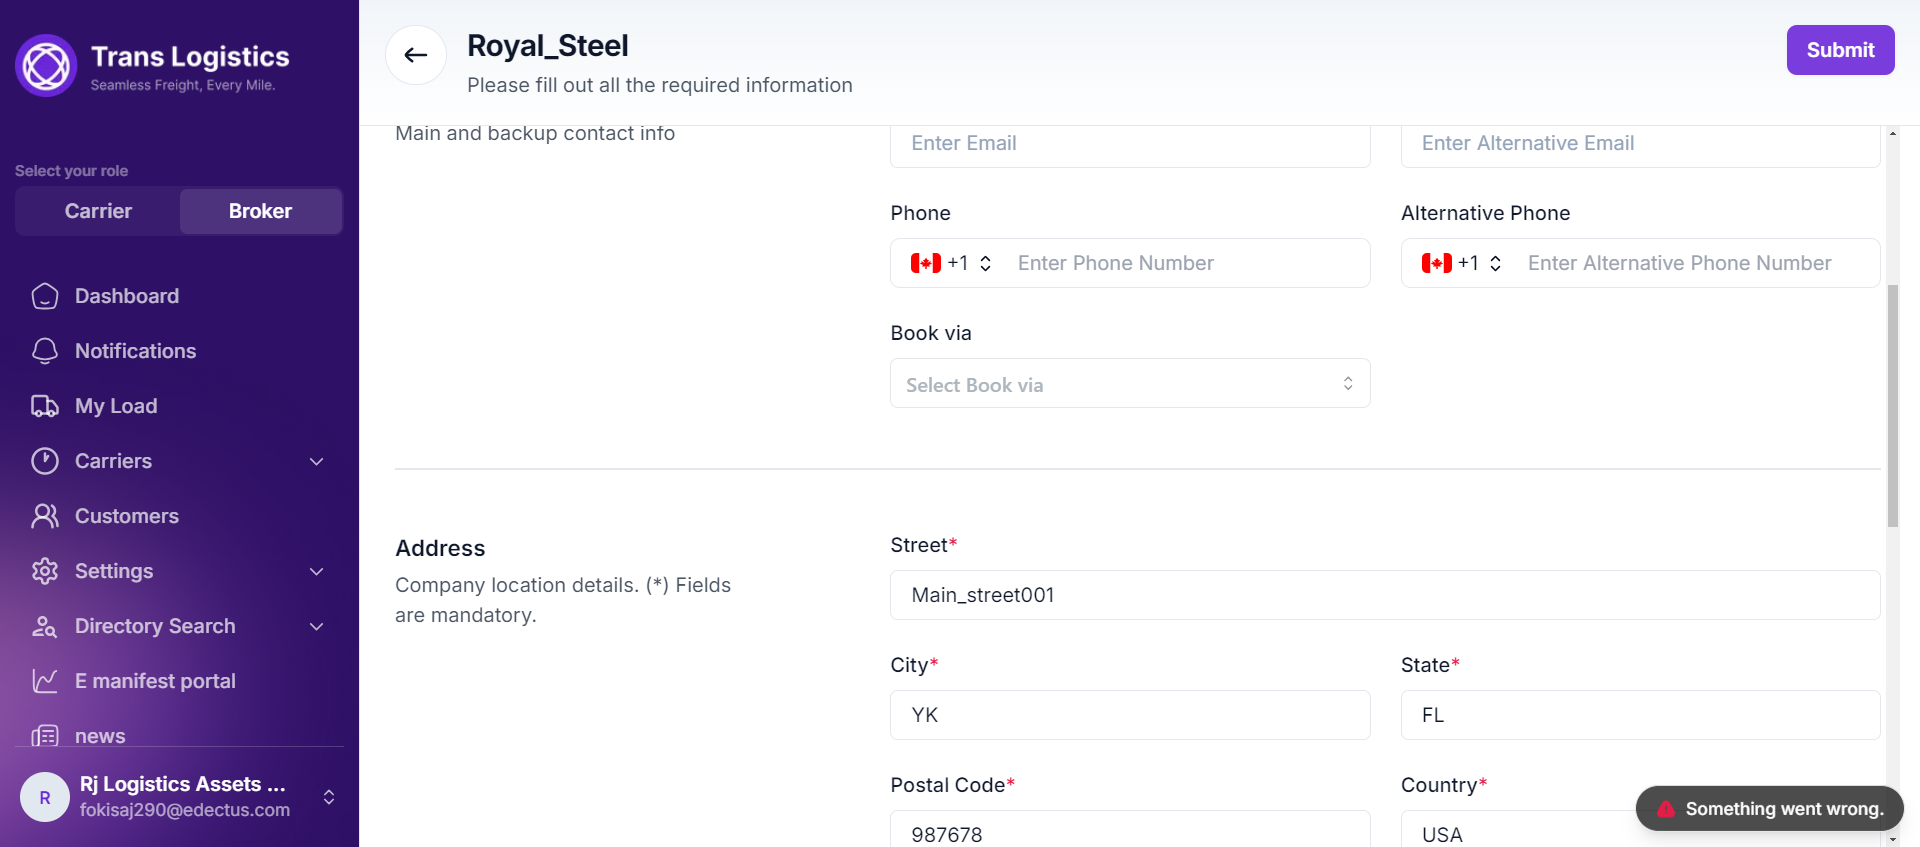 Trans Logistics
Seamless Freight, Every Mile.
Select your role
Carrier
Broker
Dashboard
Notifications
My Load
Carriers
Customers
Settings
Directory Search
E manifest portal
news
R
Rj Logistics Assets ...
fokisaj290@edectus.com
Royal_Steel
Please fill out all the required information
Submit
Main and backup contact info
Enter Email
Enter Alternative Email
Phone
Alternative Phone
+1
Enter Phone Number
+1
Enter Alternative Phone Number
Book via
Select Book via
Address
Company location details. (*) Fields
are mandatory.
Street*
Main_street001
City*
State*
YK
FL
Postal Code*
Country*
987678
USA
Something went wrong.